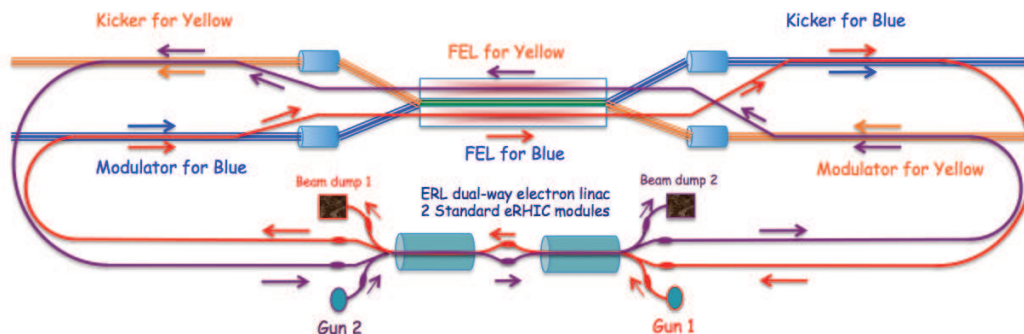 Kicker for Yellow
Kicker for Blue
FEL for Yellow
Modulator for Blue
FEL for Blue
Modulator for Yellow
Beam dump 1
ERL dual-way electron linac
2 Standard eRHIC modules
Beam dump 2
Gun 2
Gun 1